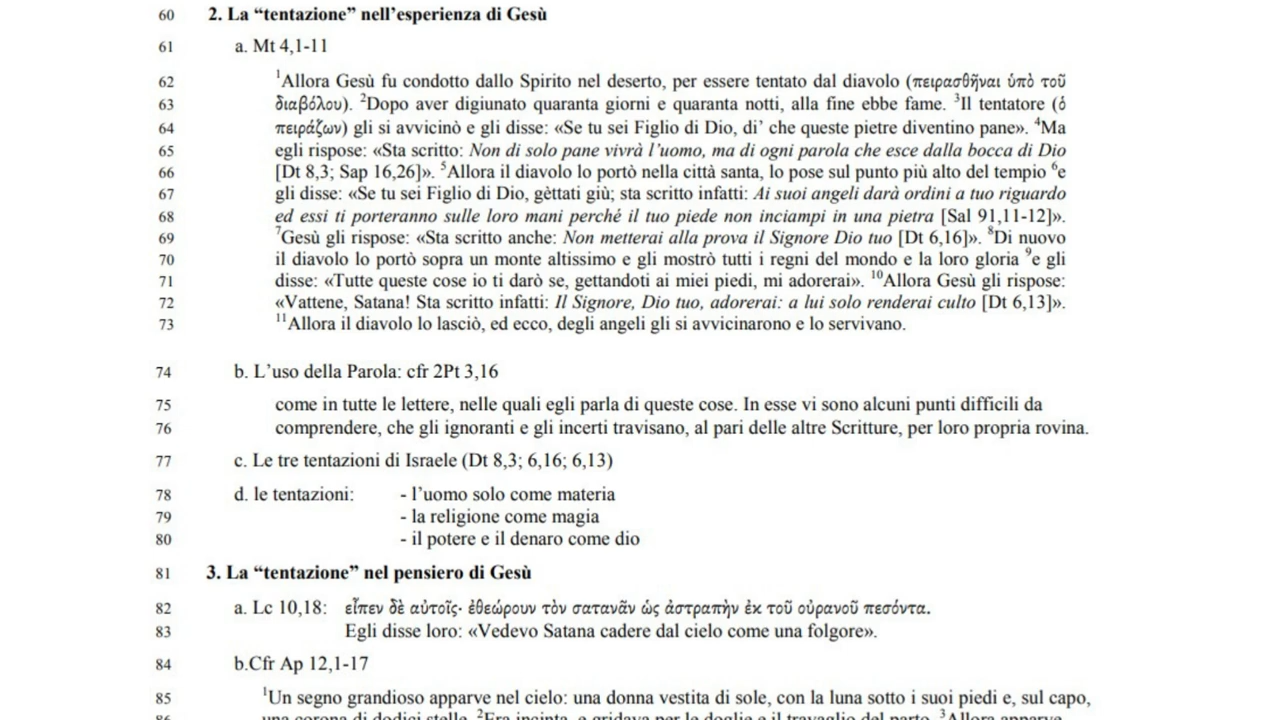 60 2. La “tentazione” nell’esperienza di Gesù
61 a. Mt 4,1-11
62 ¹Allora Gesù fu condotto dallo Spirito nel deserto, per essere tentato dal diavolo (πειρασθῆναι ὑπὸ τοῦ
63 διαβόλου). ²Dopo aver digiunato quaranta giorni e quaranta notti, alla fine ebbe fame. ³Il tentatore (ὁ
64 πειράζων) gli si avvicinò e gli disse: «Se tu sei Figlio di Dio, di’ che queste pietre diventino pane». ⁴Ma
65 egli rispose: «Sta scritto: Non di solo pane vivrà l’uomo, ma di ogni parola che esce dalla bocca di Dio
66 [Dt 8,3; Sap 16,26]». ⁵Allora il diavolo lo portò nella città santa, lo pose sul punto più alto del tempio ⁶e
67 gli disse: «Se tu sei Figlio di Dio, gèttati giù; sta scritto infatti: Ai suoi angeli darà ordini a tuo riguardo
68 ed essi ti porteranno sulle loro mani perché il tuo piede non inciampi in una pietra [Sal 91,11-12]».
69 ⁷Gesù gli rispose: «Sta scritto anche: Non metterai alla prova il Signore Dio tuo [Dt 6,16]». ⁸Di nuovo
70 il diavolo lo portò sopra un monte altissimo e gli mostrò tutti i regni del mondo e la loro gloria ⁹e gli
71 disse: «Tutte queste cose io ti darò se, gettandoti ai miei piedi, mi adorerai». ¹⁰Allora Gesù gli rispose:
72 «Vattene, Satana! Sta scritto infatti: Il Signore, Dio tuo, adorerai: a lui solo renderai culto [Dt 6,13]».
73 ¹¹Allora il diavolo lo lasciò, ed ecco, degli angeli gli si avvicinarono e lo servivano.
74 b. L’uso della Parola: cfr 2Pt 3,16
75 come in tutte le lettere, nelle quali egli parla di queste cose. In esse vi sono alcuni punti difficili da
76 comprendere, che gli ignoranti e gli incerti travisano, al pari delle altre Scritture, per loro propria rovina.
77 c. Le tre tentazioni di Israele (Dt 8,3; 6,16; 6,13)
78 d. le tentazioni: - l’uomo solo come materia
79 - la religione come magia
80 - il potere e il denaro come dio
81 3. La “tentazione” nel pensiero di Gesù
82 a. Lc 10,18: εἶπεν δὲ αὐτοῖς· ἐθεώρουν τὸν σατανᾶν ὡς ἀστραπὴν ἐκ τοῦ οὐρανοῦ πεσόντα.
83 Egli disse loro: «Vedevo Satana cadere dal cielo come una folgore».
84 b.Cfr Ap 12,1-17
85 ¹Un segno grandioso apparve nel cielo: una donna vestita di sole, con la luna sotto i suoi piedi e, sul capo,
86 una corona di dodici stelle. ²Era incinta, e gridava per le doglie e il travaglio del parto. ³Allora apparve